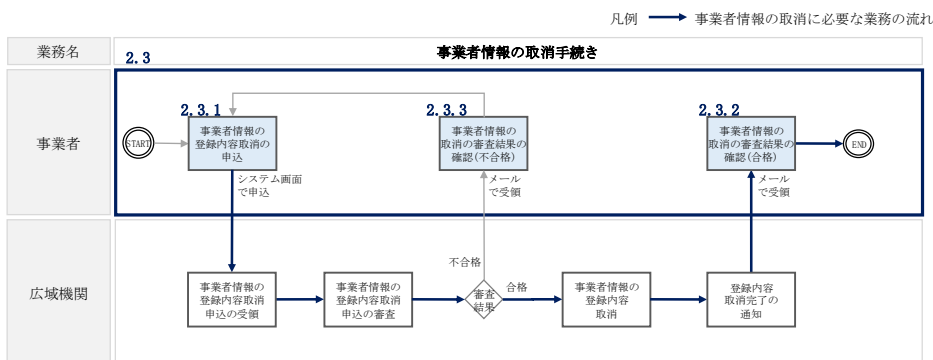 凡例 事業者情報の取消に必要な業務の流れ
業務名
2.3
事業者情報の取消手続き
事業者
START
2.3.1
事業者情報の
登録内容取消の
申込
システム画面
で申込
2.3.3
事業者情報の
取消の審査結果の
確認(不合格)
メール
で受領
2.3.2
事業者情報の
取消の審査結果の
確認(合格)
メール
で受領
END
広域機関
事業者情報の
登録内容取消
申込の受領
事業者情報の
登録内容取消
申込の審査
不合格
審査
結果
合格
事業者情報の
登録内容
取消
登録内容
取消完了の
通知